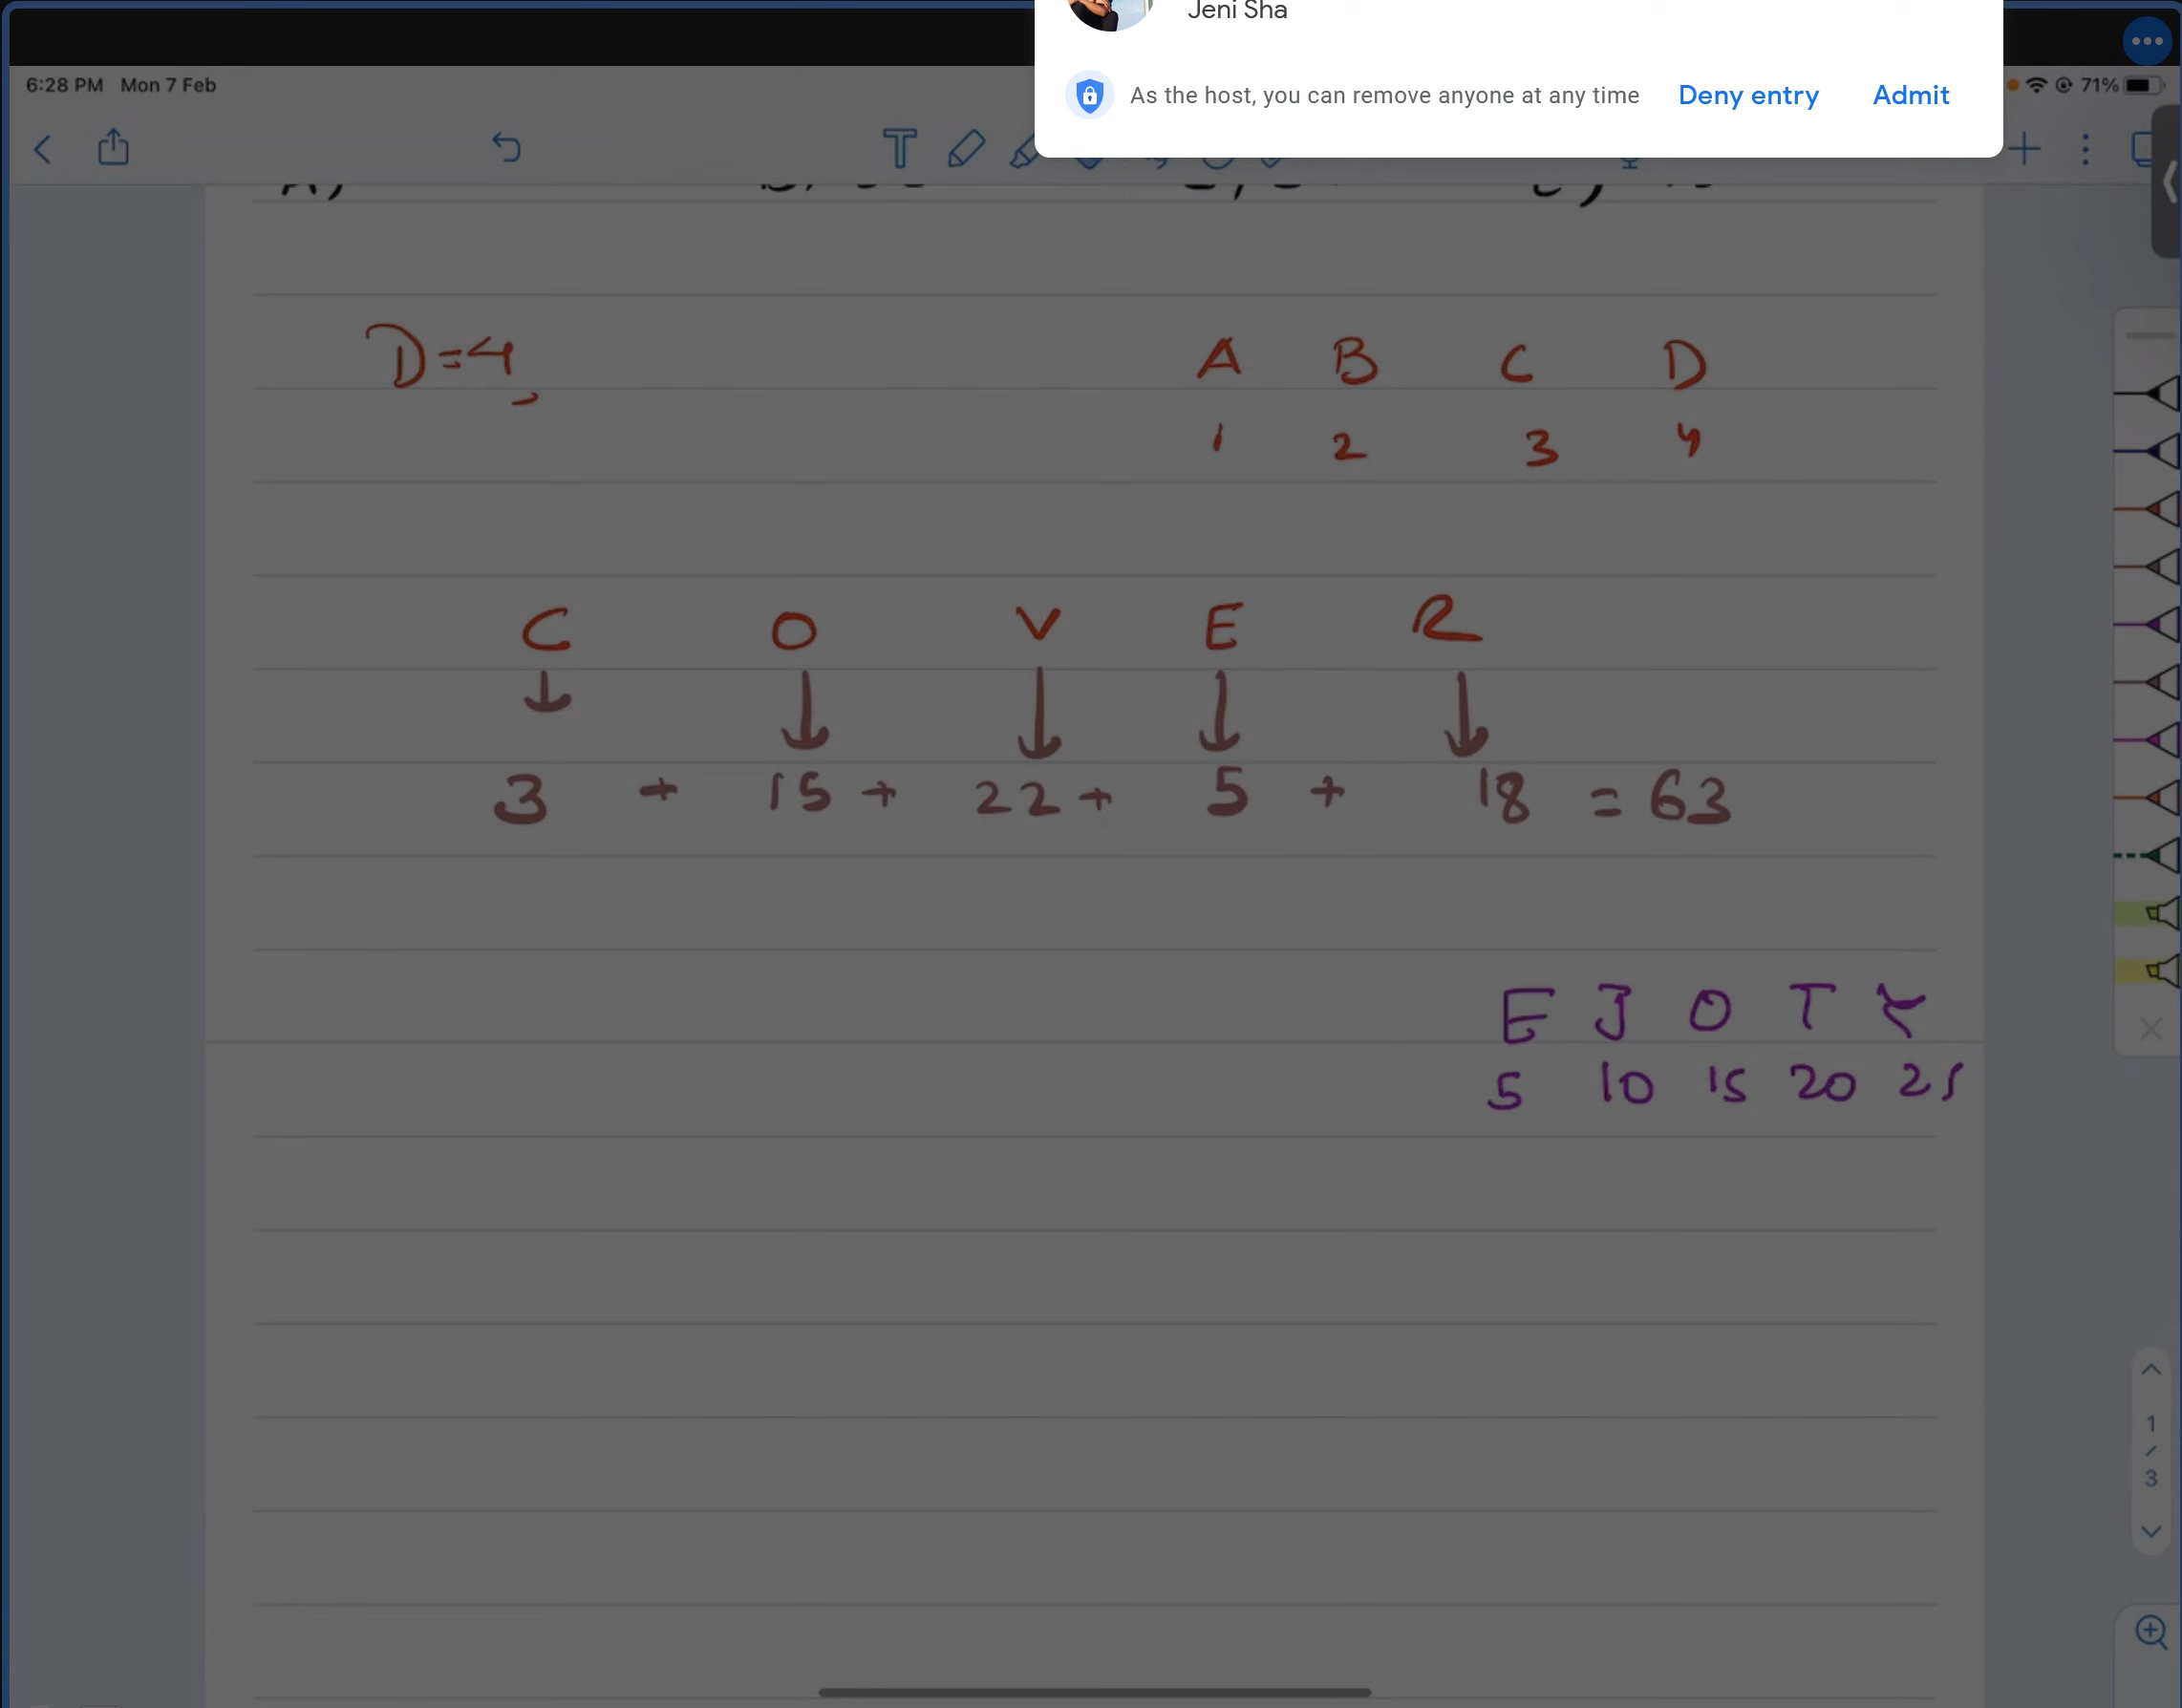 Jeni Sha
6:28 PM Mon 7 Feb
71%
As the host, you can remove anyone at any time Deny entry Admit
D=4,
A B C D
1 2 3 4
C O V E R
3 + 15 + 22 + 5 + 18 = 63
E J O T Y
5 10 15 20 25
1
/
3